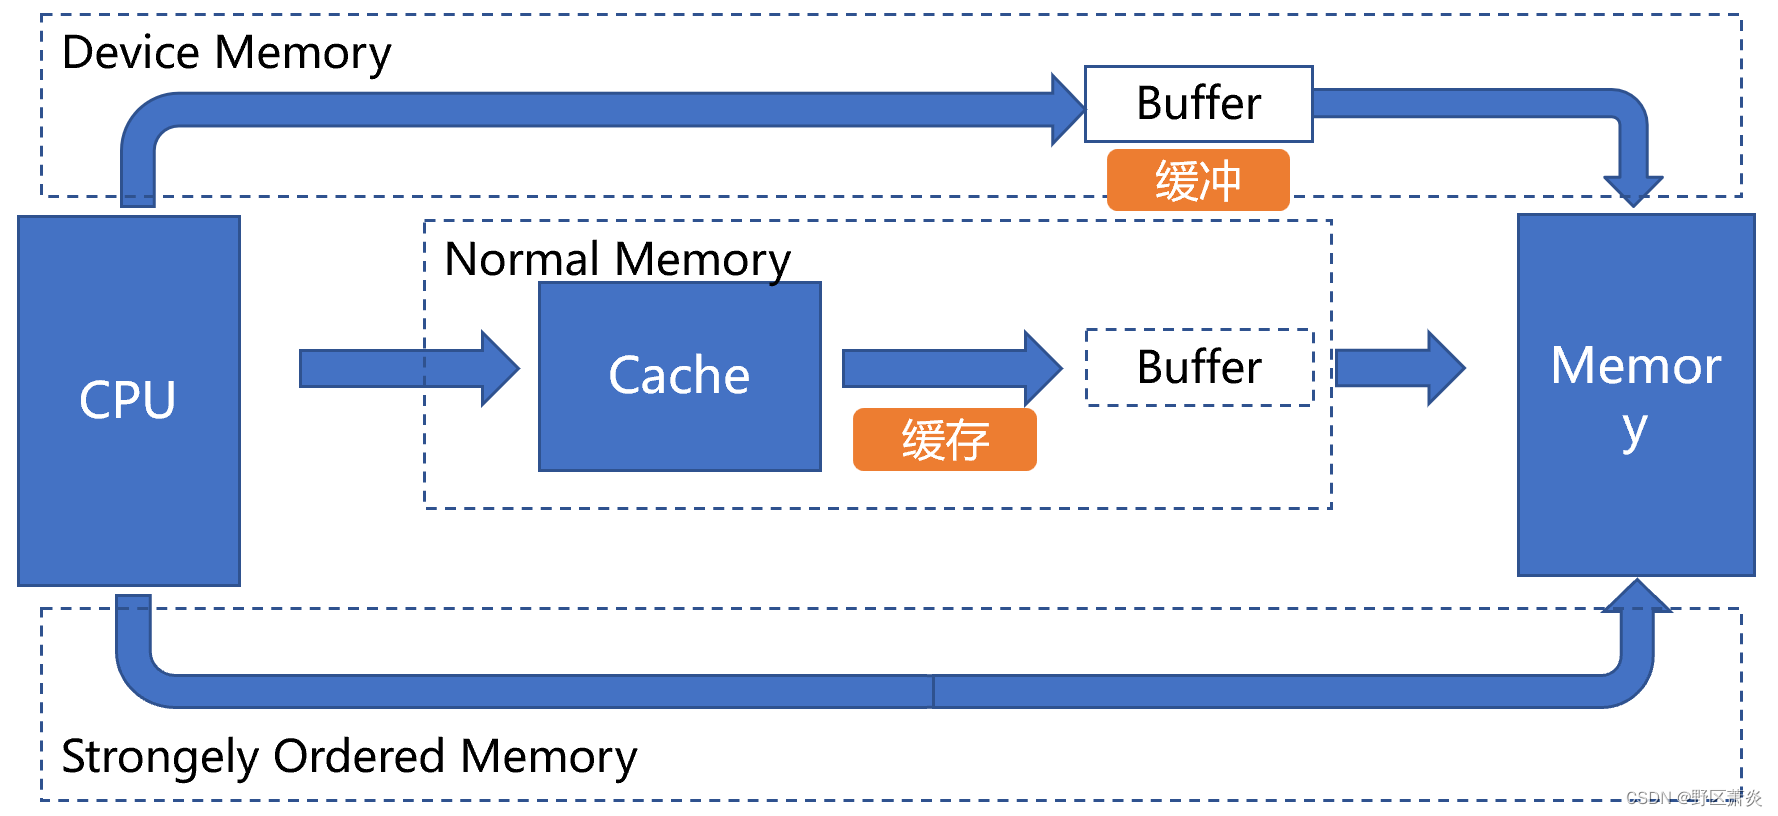 Device Memory
Buffer
缓冲
Normal Memory
CPU
Cache
缓存
Buffer
Memor
y
Strongely Ordered Memory
CSDN @野区萧炎